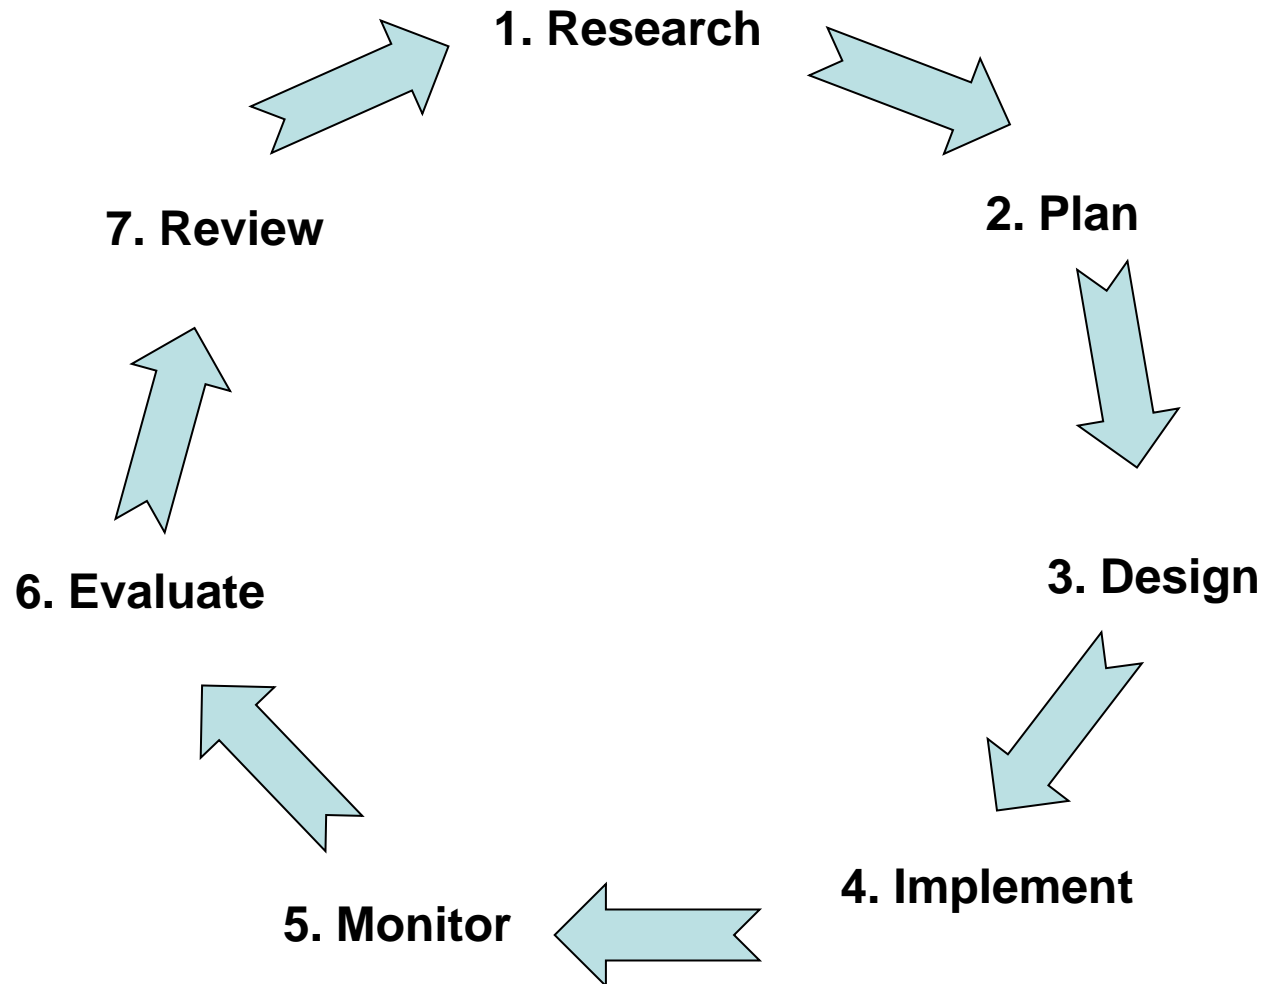 1. Research
2. Plan
3. Design
4. Implement
5. Monitor
6. Evaluate
7. Review